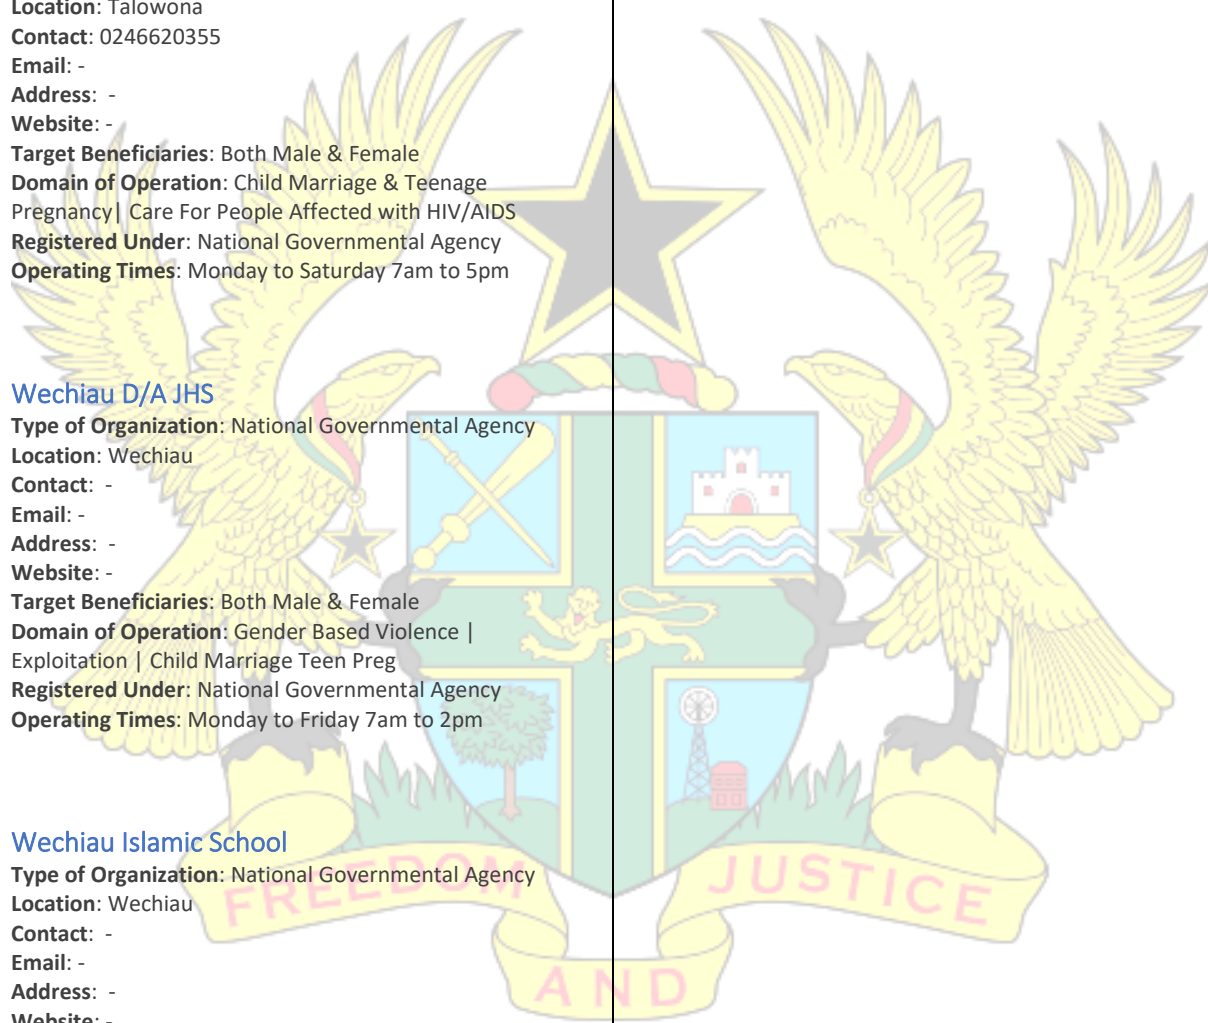 Location: Talowona
Contact: 0246620355
Email: -
Address:  -
Website: -
Target Beneficiaries: Both Male & Female
Domain of Operation: Child Marriage & Teenage
Pregnancy| Care For People Affected with HIV/AIDS
Registered Under: National Governmental Agency
Operating Times: Monday to Saturday 7am to 5pm
Wechiau D/A JHS
Type of Organization: National Governmental Agency
Location: Wechiau
Contact:  -
Email: -
Address:  -
Website: -
Target Beneficiaries: Both Male & Female
Domain of Operation: Gender Based Violence |
Exploitation | Child Marriage Teen Preg
Registered Under: National Governmental Agency
Operating Times: Monday to Friday 7am to 2pm
Wechiau Islamic School
Type of Organization: National Governmental Agency
Location: Wechiau
Contact:  -
Email: -
Address:  -
Website: -
FREEDOM
AND
JUSTICE